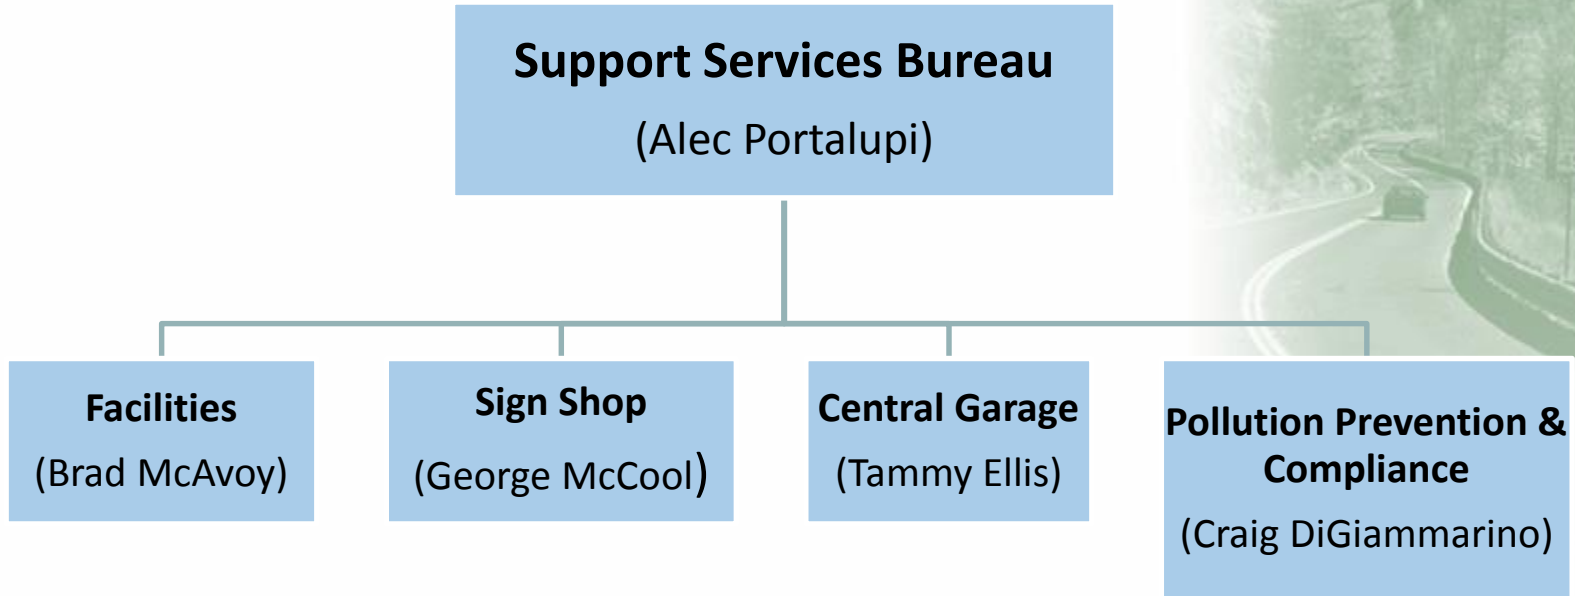 Support Services Bureau
(Alec Portalupi)
Facilities
(Brad McAvoy)
Sign Shop
(George McCool)
Central Garage
(Tammy Ellis)
Pollution Prevention &
Compliance
(Craig DiGiammarino)